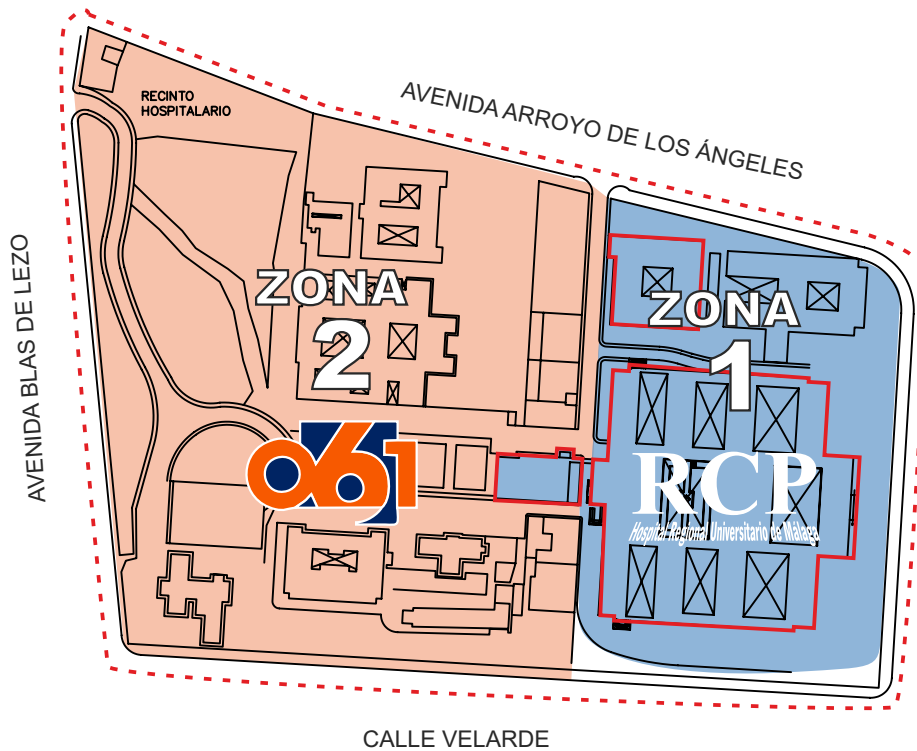 AVENIDA ARROYO DE LOS ÁNGELES
RECINTO
HOSPITALARIO
AVENIDA BLAS DE LEZO
ZONA
2
ZONA
1
061
RCP
Hospital Regional Universitario de Málaga
CALLE VELARDE